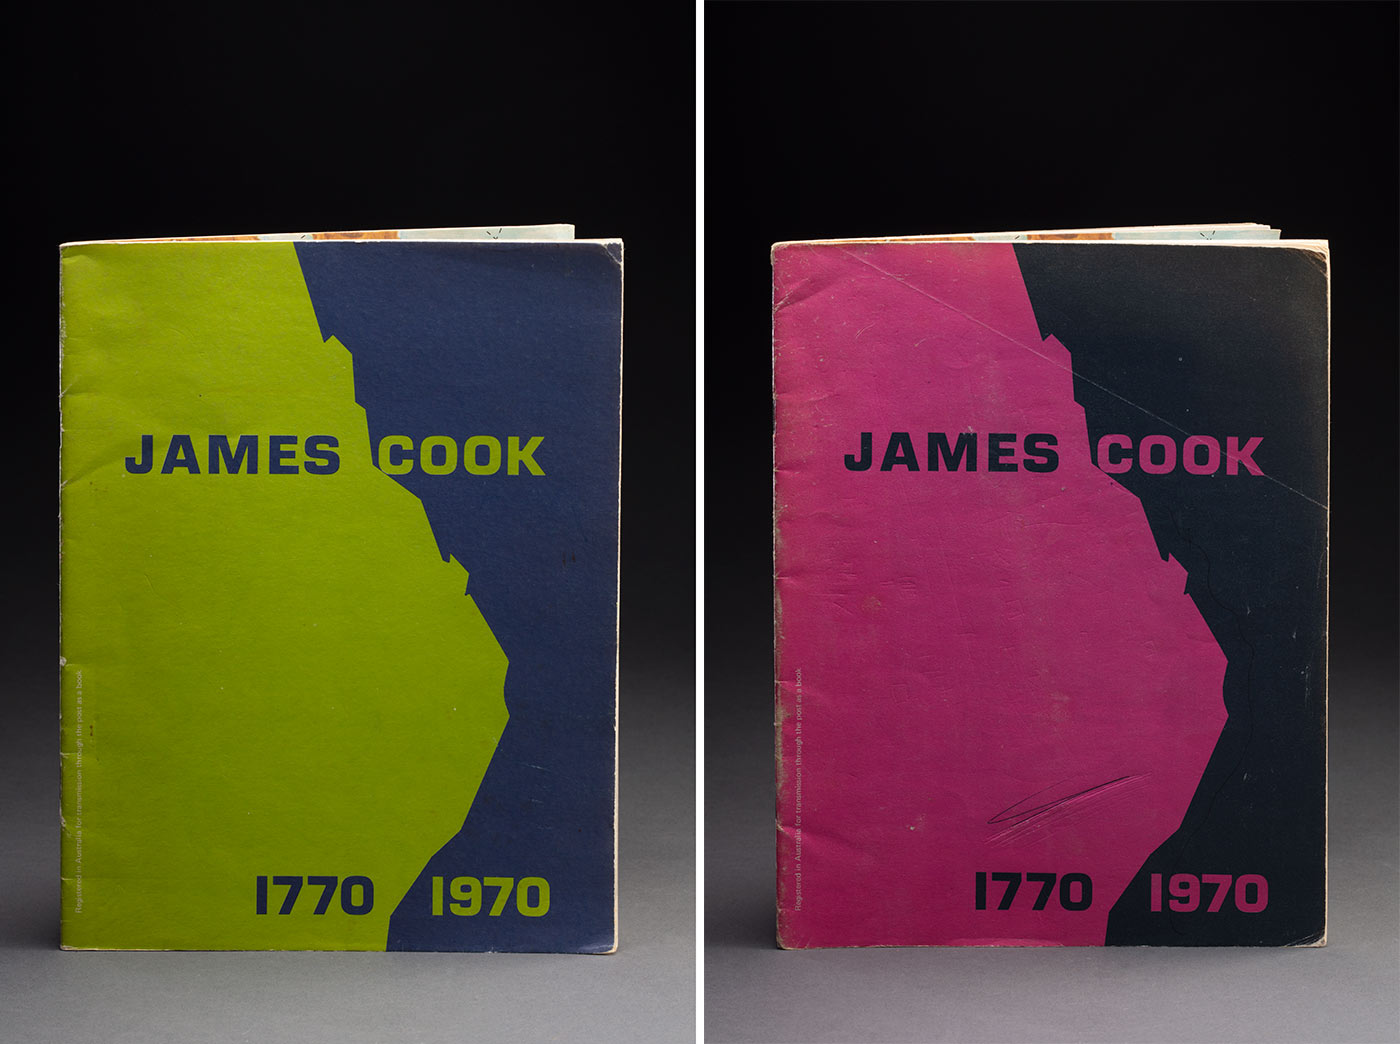 JAMES COOK
Registered in Australia for transmission through the post as a book
1770 1970
JAMES COOK
Registered in Australia for transmission through the post as a book
1770 1970